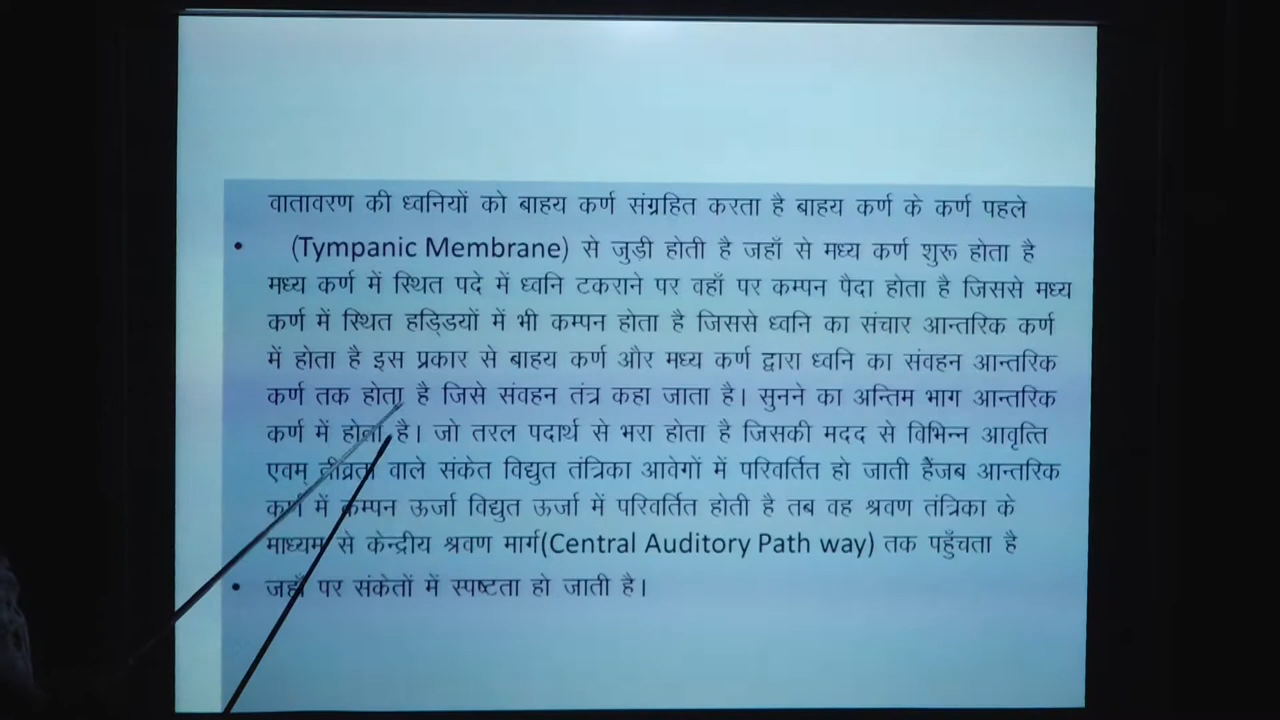 वातावरण की ध्वनियों को बाहय कर्ण संग्रहित करता है बाहय कर्ण के कर्ण पहले
• (Tympanic Membrane) से जुड़ी होती है जहाँ से मध्य कर्ण शुरू होता है
मध्य कर्ण में स्थित पदे में ध्वनि टकराने पर वहाँ पर कम्पन पैदा होता है जिससे मध्य
कर्ण में स्थित हड्डियों में भी कम्पन होता है जिससे ध्वनि का संचार आन्तरिक कर्ण
में होता है इस प्रकार से बाहय कर्ण और मध्य कर्ण द्वारा ध्वनि का संवहन आन्तरिक
कर्ण तक होता है जिसे संवहन तंत्र कहा जाता है। सुनने का अन्तिम भाग आन्तरिक
कर्ण में होता है। जो तरल पदार्थ से भरा होता है जिसकी मदद से विभिन्न आवृत्ति
एवम् तीव्रता वाले संकेत विद्युत तंत्रिका आवेगों में परिवर्तित हो जाती हैंजब आन्तरिक
कर्ण में कम्पन ऊर्जा विद्युत ऊर्जा में परिवर्तित होती है तब वह श्रवण तंत्रिका के
माध्यम से केन्द्रीय श्रवण मार्ग(Central Auditory Path way) तक पहुँचता है
• जहाँ पर संकेतों में स्पष्टता हो जाती है।